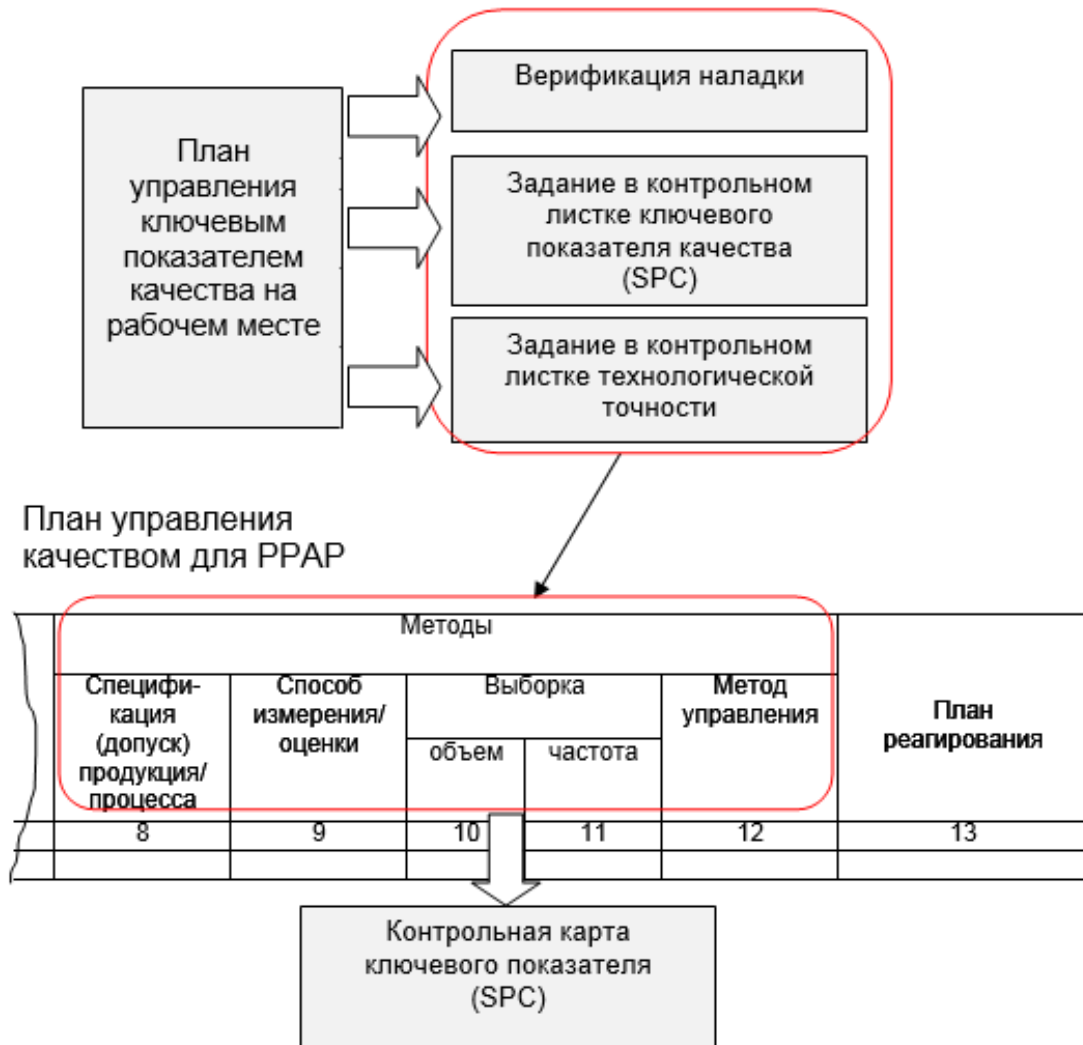 План
управления
ключевым
показателем
качества на
рабочем месте
Верификация наладки
Задание в контрольном
листке ключевого
показателя качества
(SPC)
Задание в контрольном
листке технологической
точности
План управления
качеством для PPAP
Методы
Специфи-
кация
(допуск)
продукция/
процесса
Способ
измерения/
оценки
Выборка
объем
частота
Метод
управления
План
реагирования
8
9
10
11
12
13
Контрольная карта
ключевого показателя
(SPC)